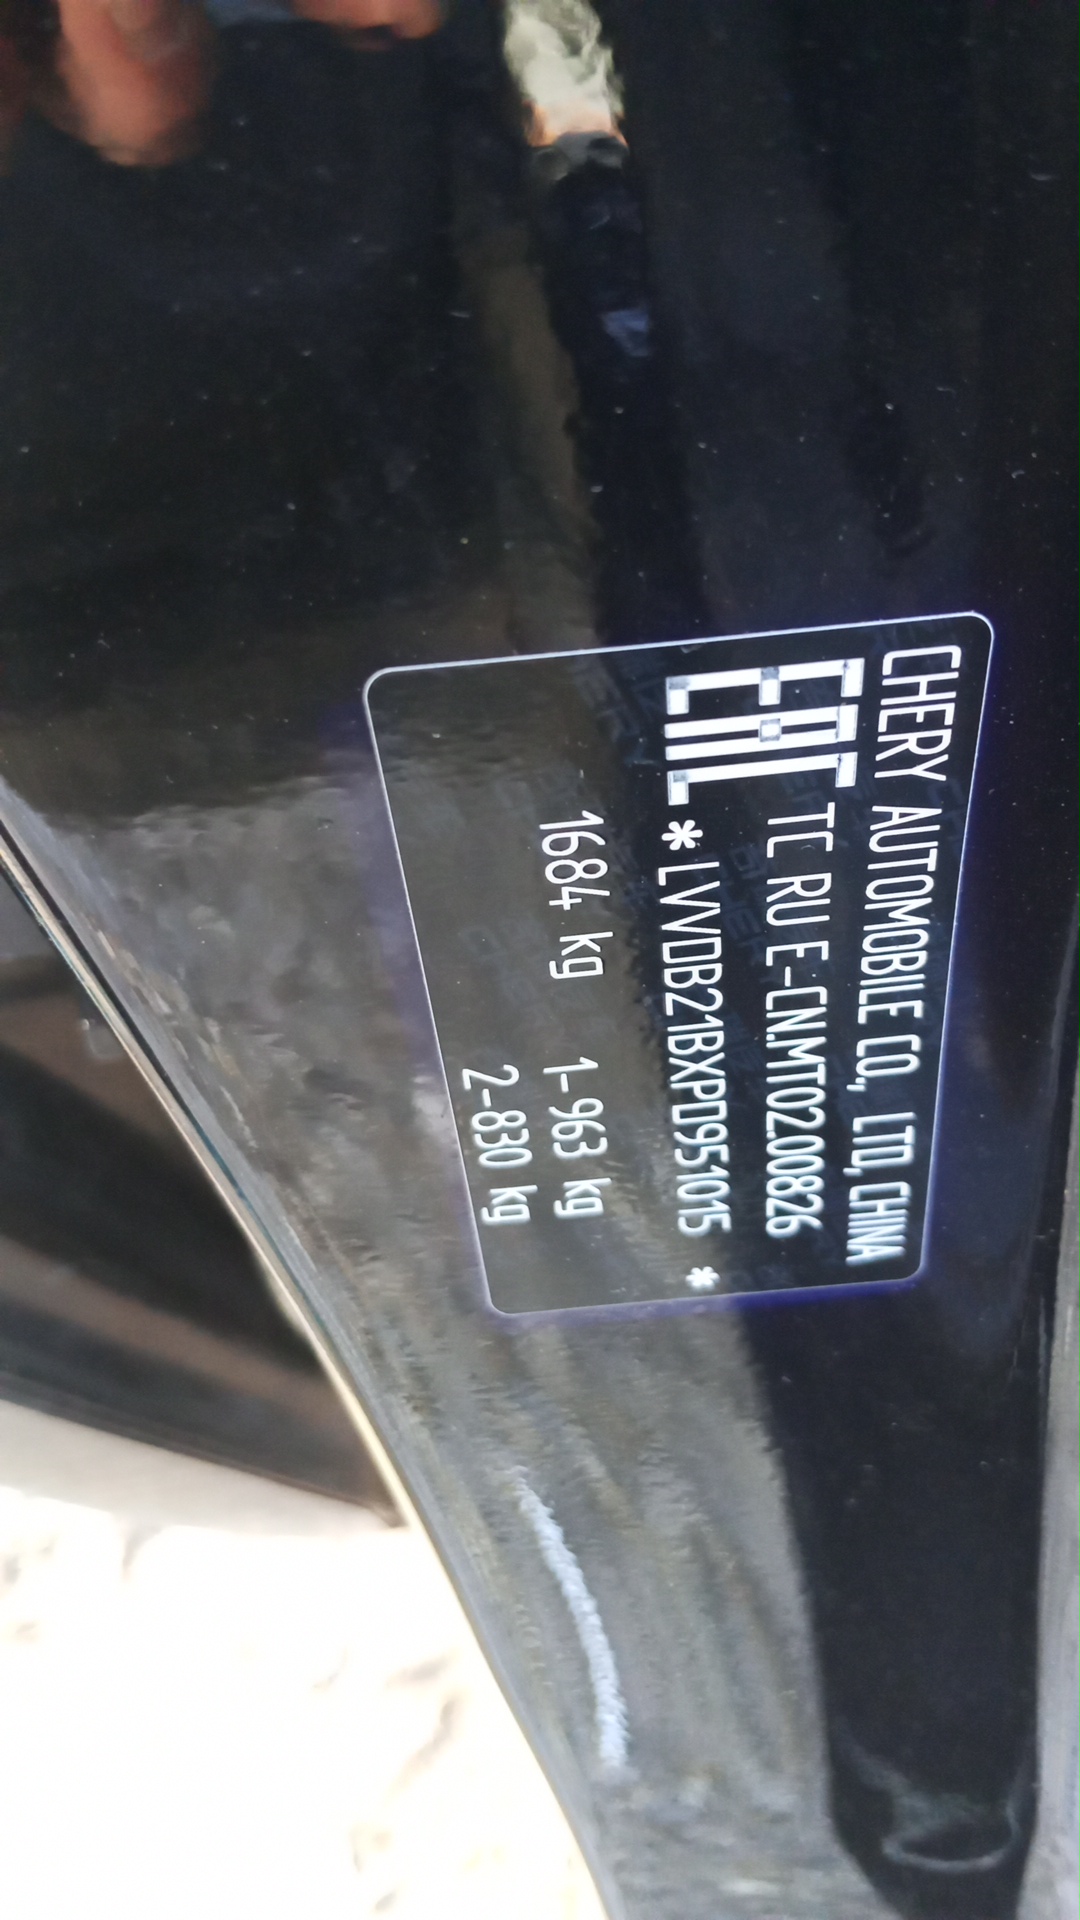 CHERY AUTOMOBILE CO., LTD, CHINA
EAC TC RU E-CN.MT02.00826
*LVVDB21BXPD951015 *
1684 kg 1-963 kg
2-830 kg